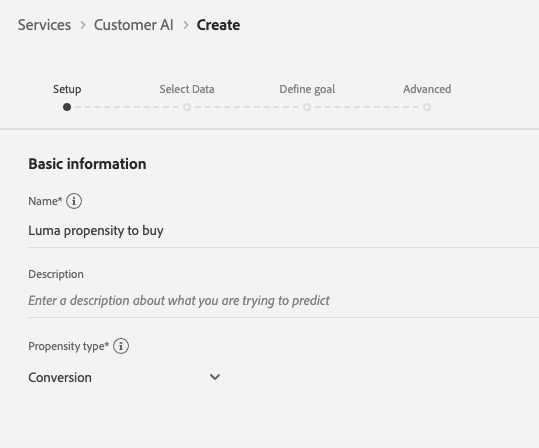 Services > Customer AI > Create
Setup Select Data Define goal Advanced
Basic information
Name* i
Luma propensity to buy
Description
Enter a description about what you are trying to predict
Propensity type* i
Conversion